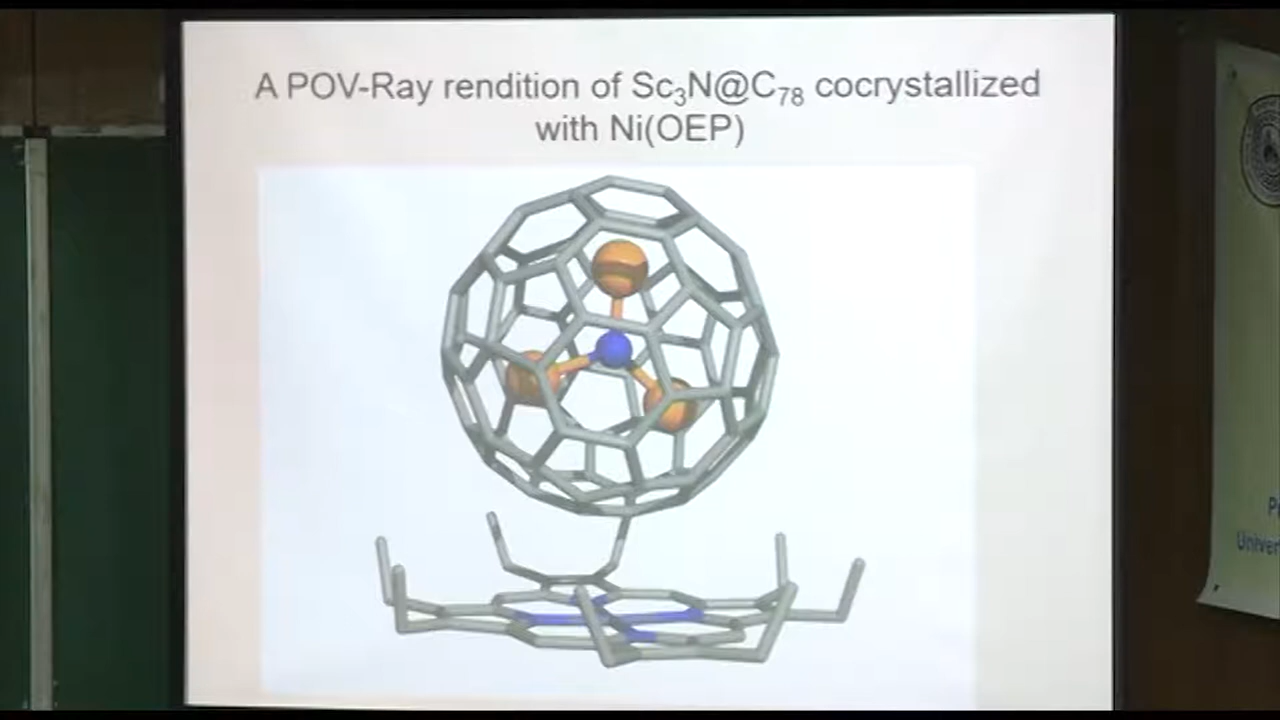 A POV-Ray rendition of Sc₃N@C₇₈ cocrystallized
with Ni(OEP)